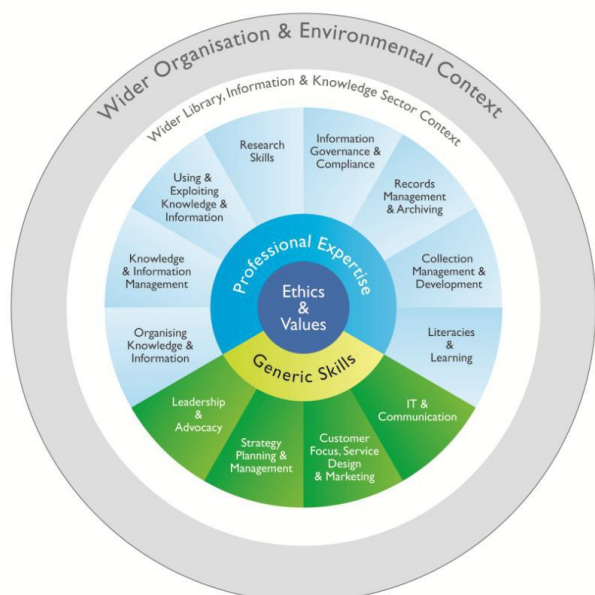 Wider Organisation & Environmental Context
Wider Library, Information & Knowledge Sector Context
Research
Skills
Information
Governance &
Compliance
Using &
Exploiting
Knowledge &
Information
Records
Management
& Archiving
Knowledge
& Information
Management
Collection
Management &
Development
Organising
Knowledge &
Information
Literacies
&
Learning
Professional Expertise
Ethics
&
Values
Generic Skills
Leadership
&
Advocacy
Strategy
Planning &
Management
Customer
Focus, Service
Design
& Marketing
IT &
Communication